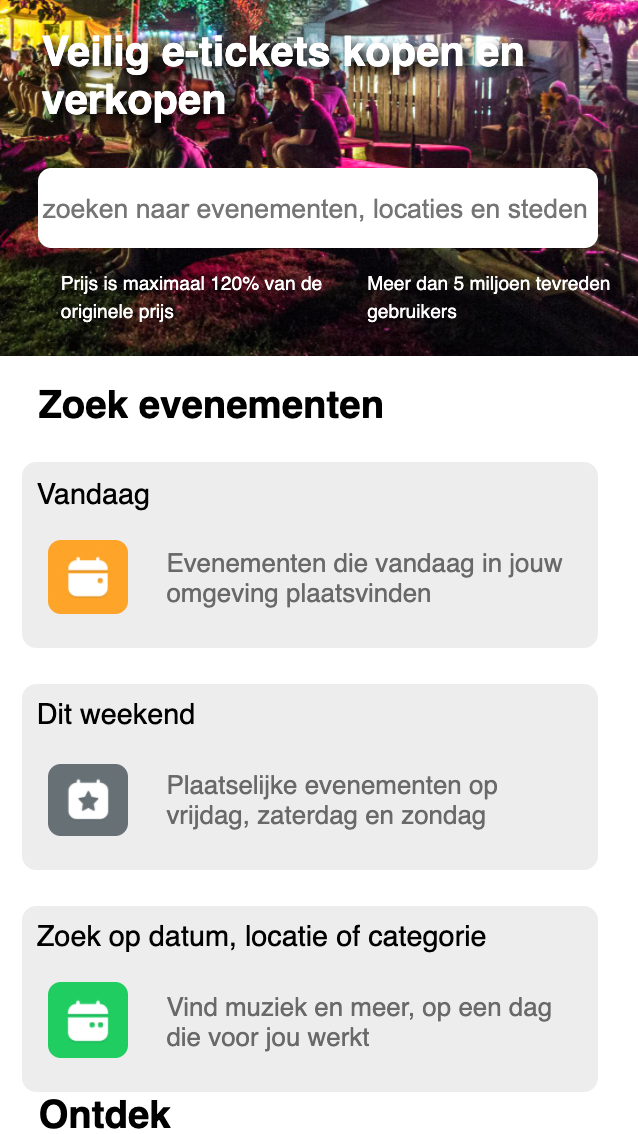 Veilig e-tickets kopen en
verkopen
zoeken naar evenementen, locaties en steden
Prijs is maximaal 120% van de
originele prijs
Meer dan 5 miljoen tevreden
gebruikers
Zoek evenementen
Vandaag
Evenementen die vandaag in jouw
omgeving plaatsvinden
Dit weekend
Plaatselijke evenementen op
vrijdag, zaterdag en zondag
Zoek op datum, locatie of categorie
Vind muziek en meer, op een dag
die voor jou werkt
Ontdek